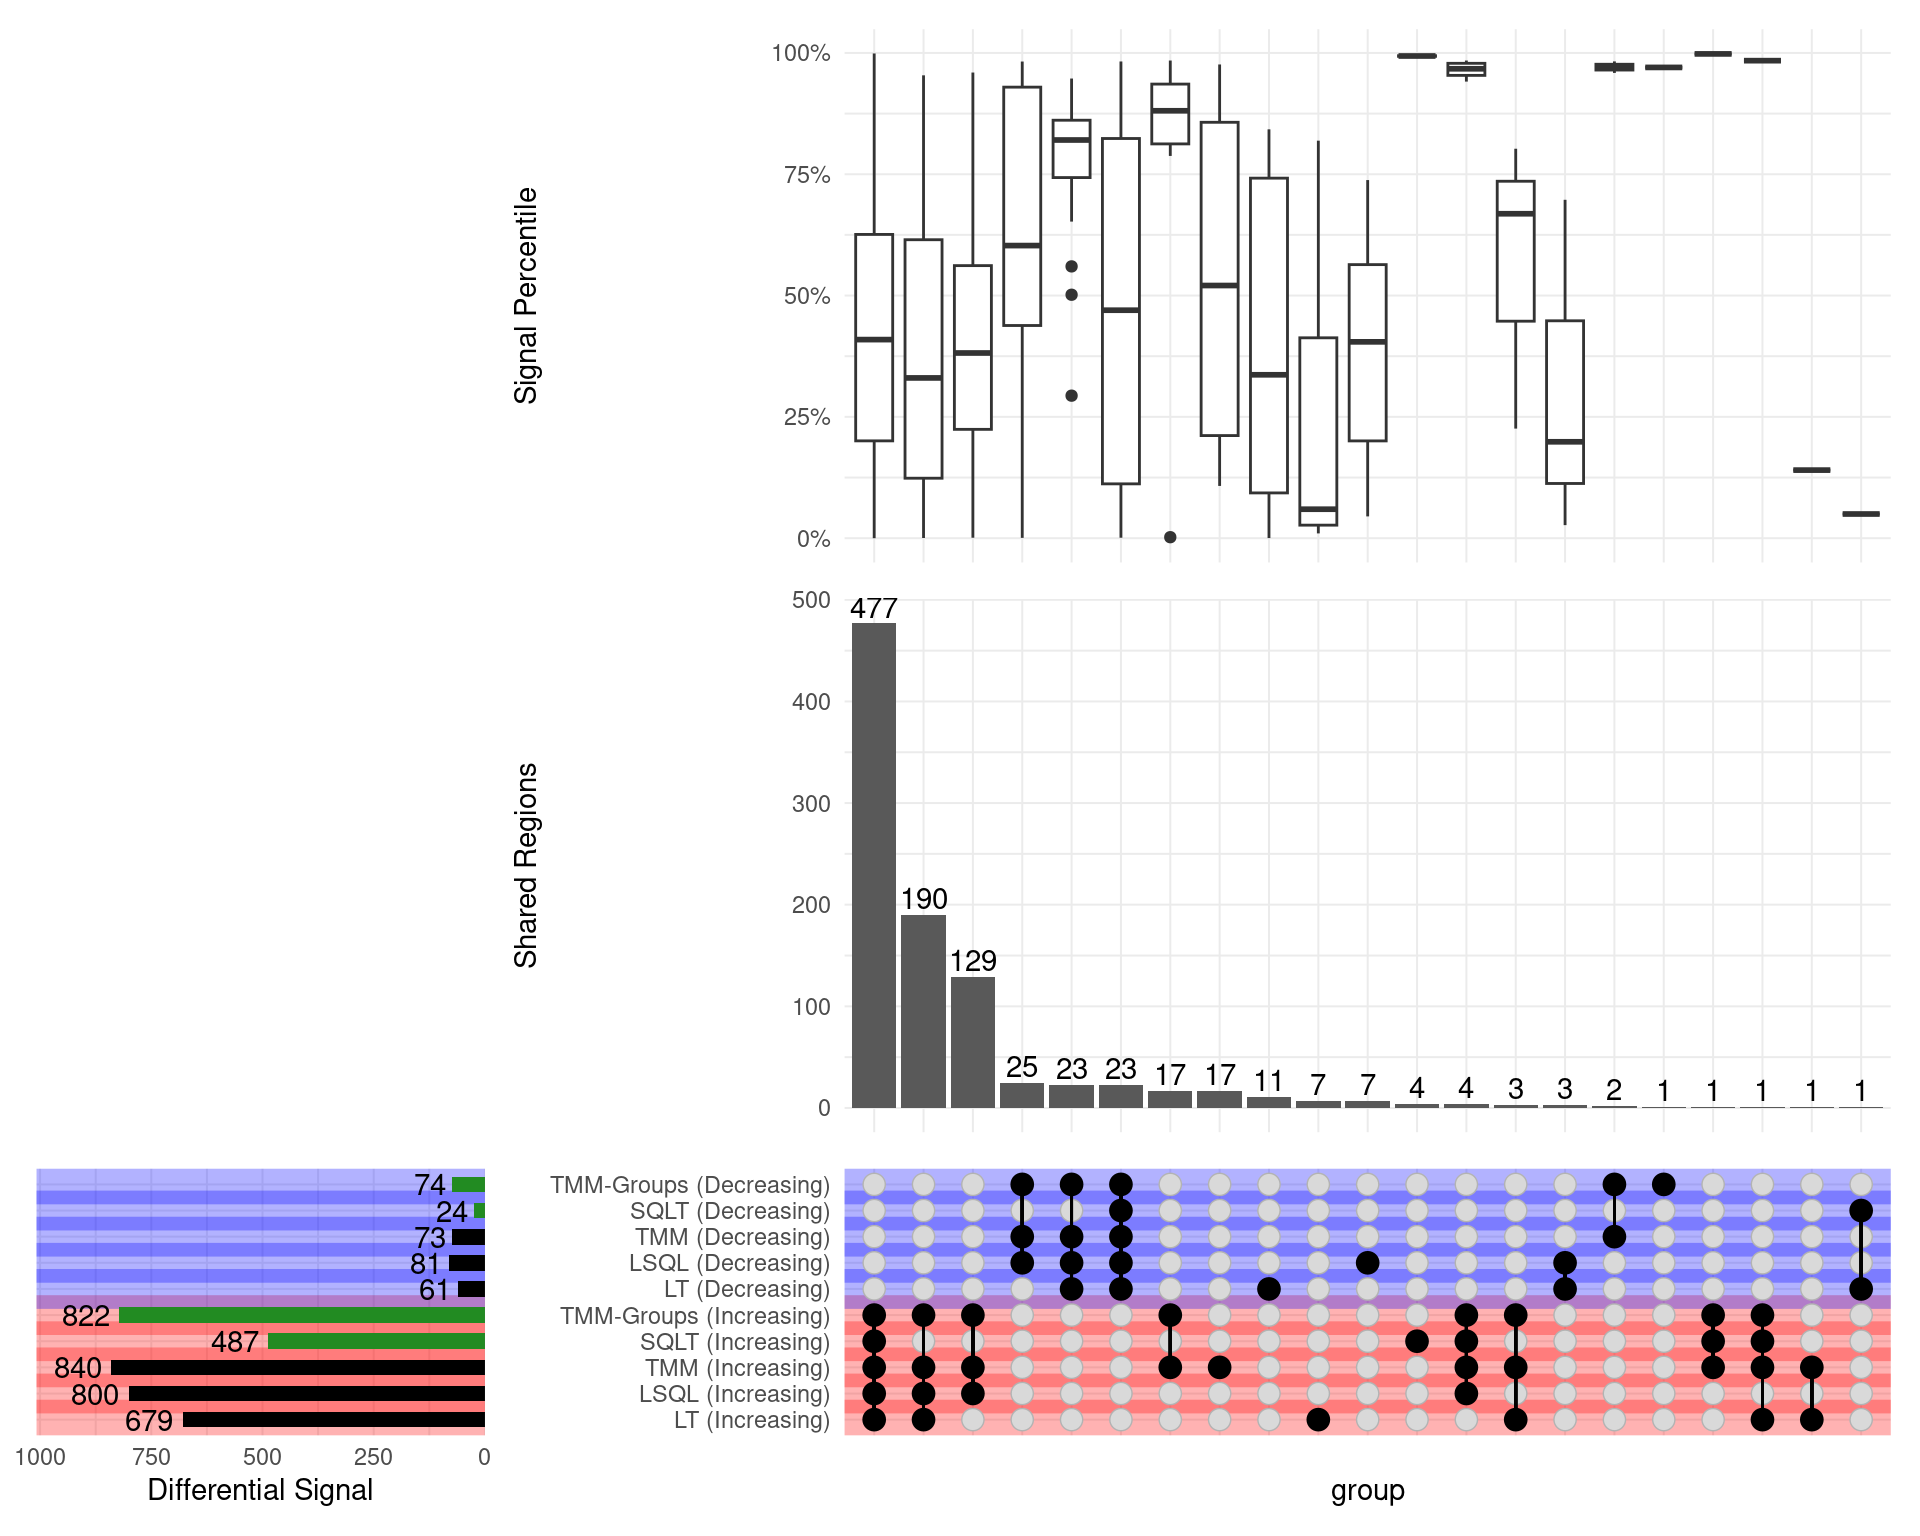 100%
75%
50%
25%
0%
Signal Percentile
500
400
300
200
100
0
Shared Regions
477
190
129
25
23
23
17
17
11
7
7
4
4
3
3
2
1
1
1
1
1
74
24
73
81
61
822
487
840
800
679
1000 750 500 250 0
Differential Signal
TMM-Groups (Decreasing)
SQLT (Decreasing)
TMM (Decreasing)
LSQL (Decreasing)
LT (Decreasing)
TMM-Groups (Increasing)
SQLT (Increasing)
TMM (Increasing)
LSQL (Increasing)
LT (Increasing)
group